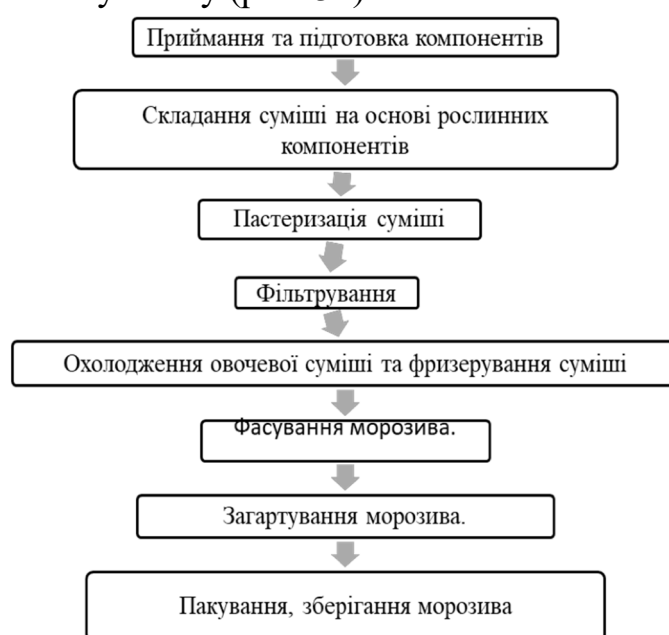 Приймання та підготовка компонентів
Складання суміші на основі рослинних
компонентів
Пастеризація суміші
Фільтрування
Охолодження овочевої суміші та фризерування суміші
Фасування морозива.
Загартування морозива.
Пакування, зберігання морозива